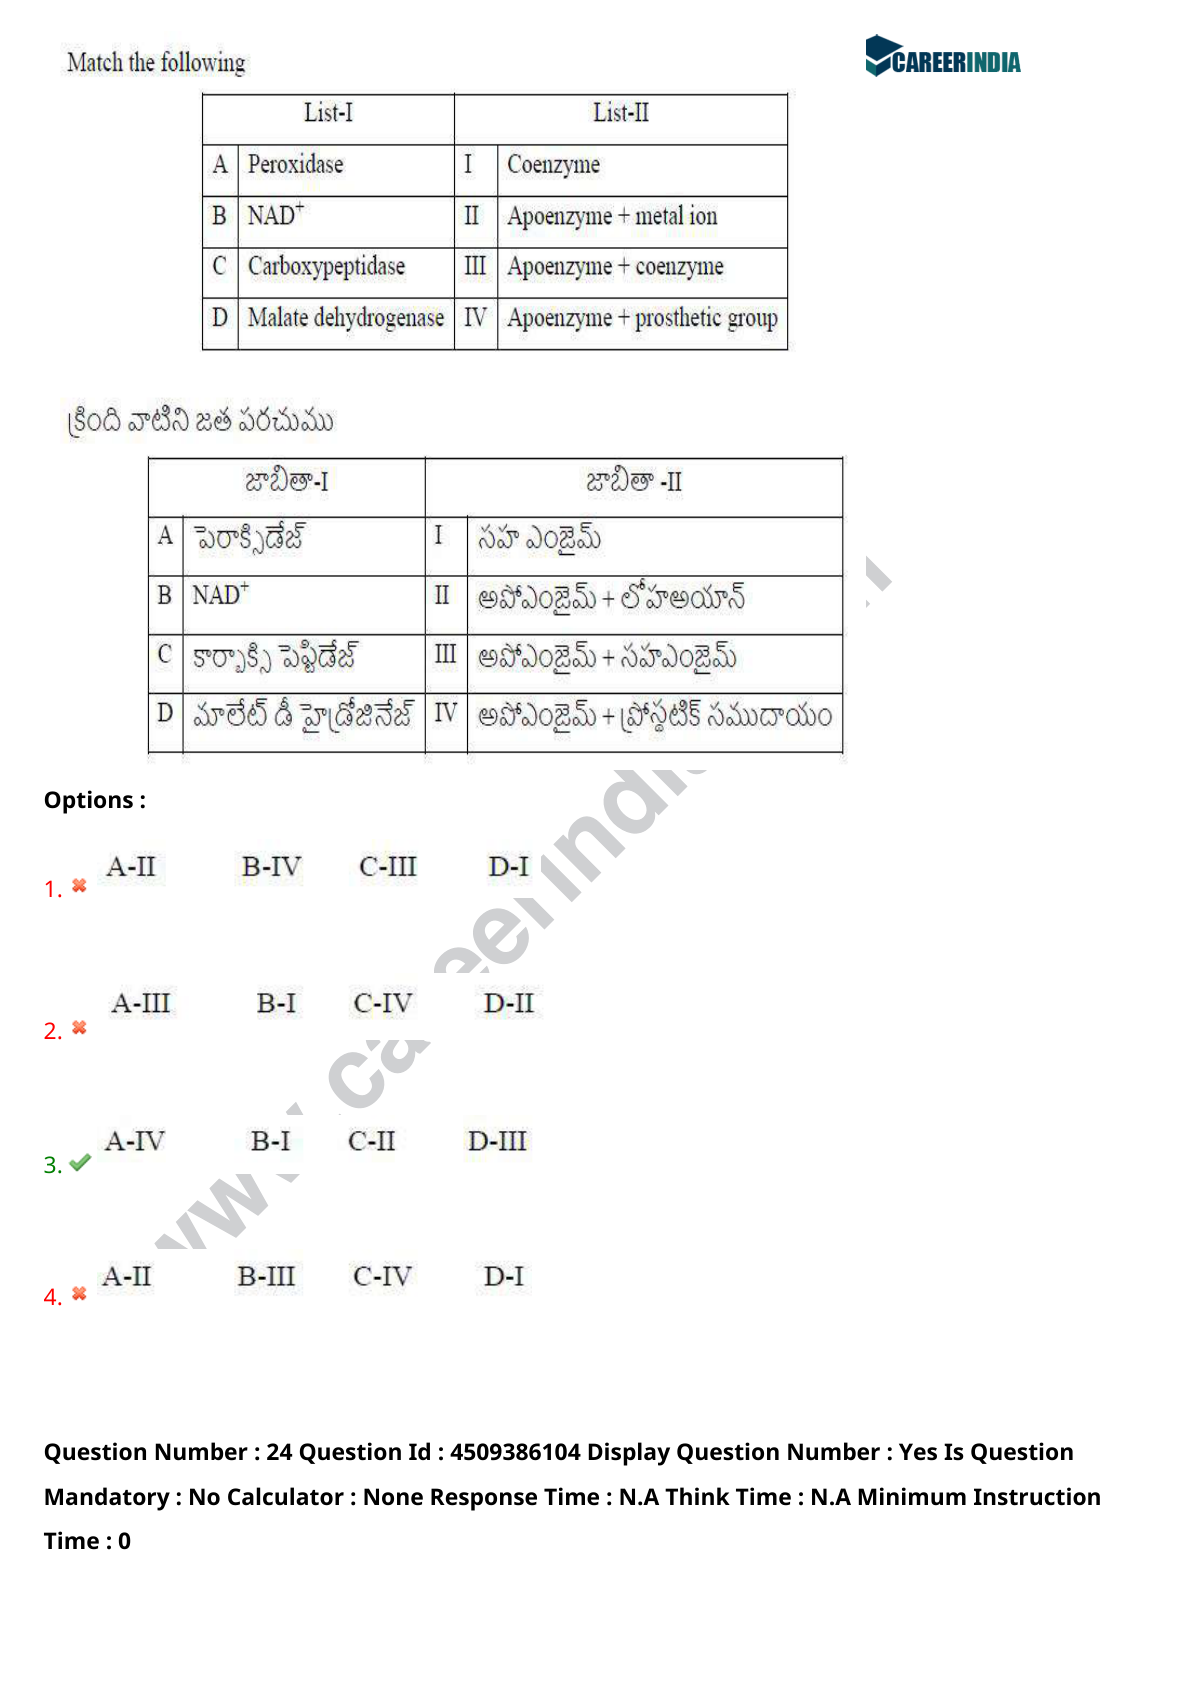 Match the following
CAREERINDIA
List-I List-II
A Peroxidase I Coenzyme
B NAD+ II Apoenzyme + metal ion
C Carboxypeptidase III Apoenzyme + coenzyme
D Malate dehydrogenase IV Apoenzyme + prosthetic group
క్రింది వాటిని జత పరచుము
జాబితా-I జాబితా -II
A పెరాక్సిడేజ్ I సహ ఎంజైమ్
B NAD+ II అపోఎంజైమ్ + లోహఅయాన్
C కార్బాక్సి పెప్టిడేజ్ III అపోఎంజైమ్ + సహఎంజైమ్
D మాలేట్ డీ హైడ్రోజినేజ్ IV అపోఎంజైమ్ + ప్రోస్థటిక్ సముదాయం
Options :
1. A-II B-IV C-III D-I
2. A-III B-I C-IV D-II
3. A-IV B-I C-II D-III
4. A-II B-III C-IV D-I
Question Number : 24 Question Id : 4509386104 Display Question Number : Yes Is Question
Mandatory : No Calculator : None Response Time : N.A Think Time : N.A Minimum Instruction
Time : 0